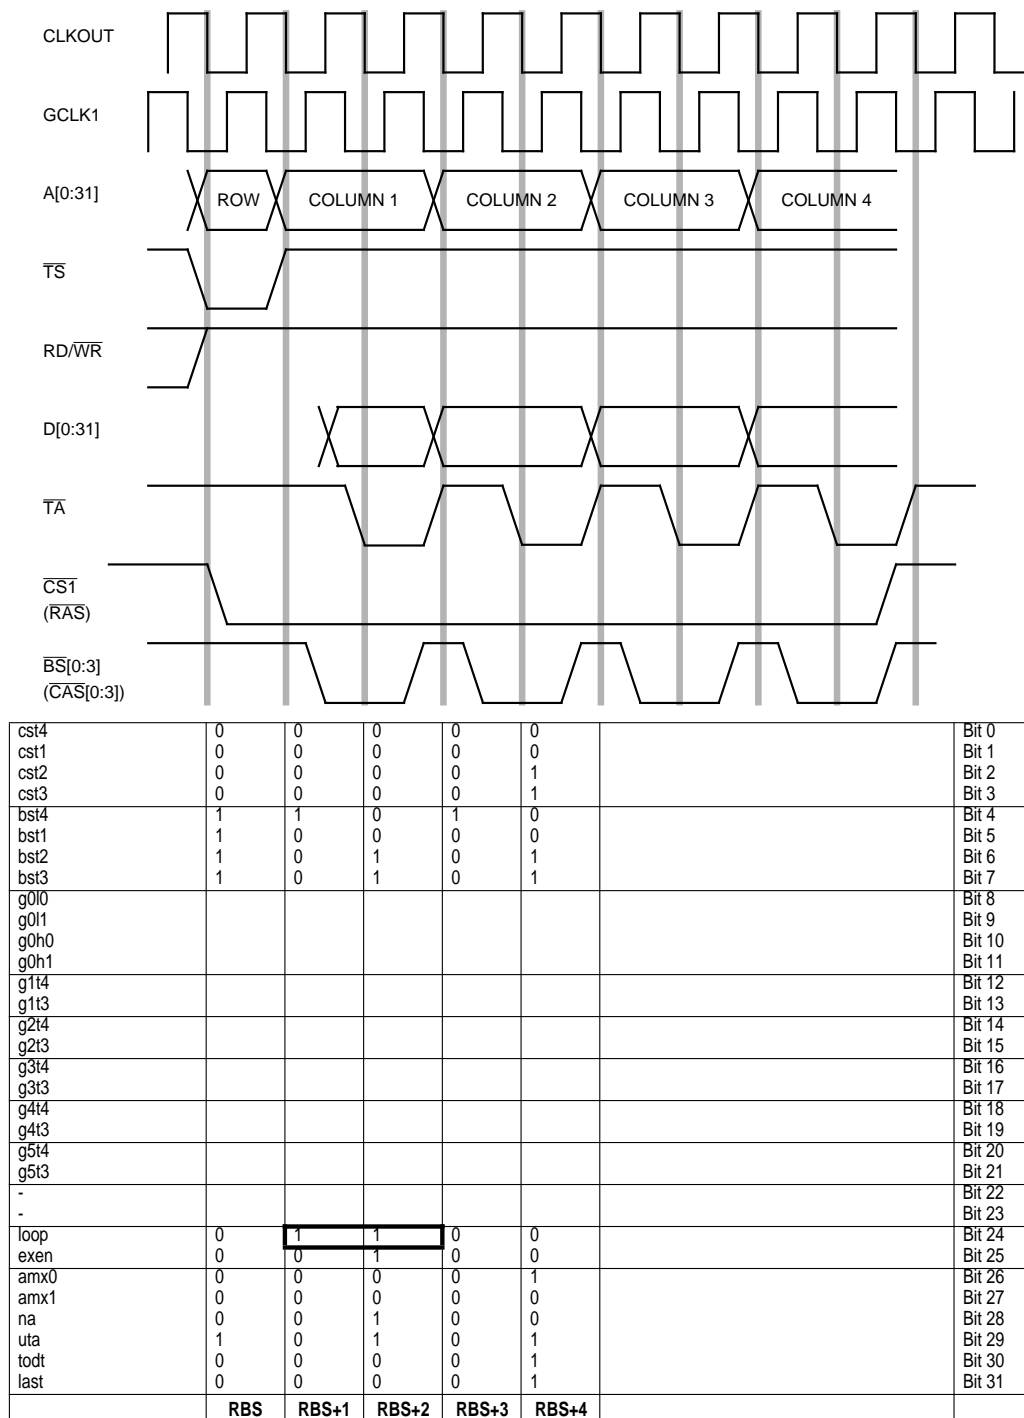 CLKOUT
GCLK1
A[0:31] ROW COLUMN 1 COLUMN 2 COLUMN 3 COLUMN 4
TS
RD/WR
D[0:31]
TA
CS1
(RAS)
BS[0:3]
(CAS[0:3])
cst4 0 0 0 0 0 Bit 0
cst1 0 0 0 0 0 Bit 1
cst2 0 0 0 0 1 Bit 2
cst3 0 0 0 0 1 Bit 3
bst4 1 1 0 1 0 Bit 4
bst1 1 0 0 0 0 Bit 5
bst2 1 0 1 0 1 Bit 6
bst3 1 0 1 0 1 Bit 7
g0l0 Bit 8
g0l1 Bit 9
g0h0 Bit 10
g0h1 Bit 11
g1t4 Bit 12
g1t3 Bit 13
g2t4 Bit 14
g2t3 Bit 15
g3t4 Bit 16
g3t3 Bit 17
g4t4 Bit 18
g4t3 Bit 19
g5t4 Bit 20
g5t3 Bit 21
- Bit 22
- Bit 23
loop 0 1 1 0 0 Bit 24
exen 0 0 1 0 0 Bit 25
amx0 0 0 0 0 1 Bit 26
amx1 0 0 0 0 0 Bit 27
na 0 0 1 0 0 Bit 28
uta 1 0 1 0 1 Bit 29
todt 0 0 0 0 1 Bit 30
last 0 0 0 0 1 Bit 31
RBS RBS+1 RBS+2 RBS+3 RBS+4